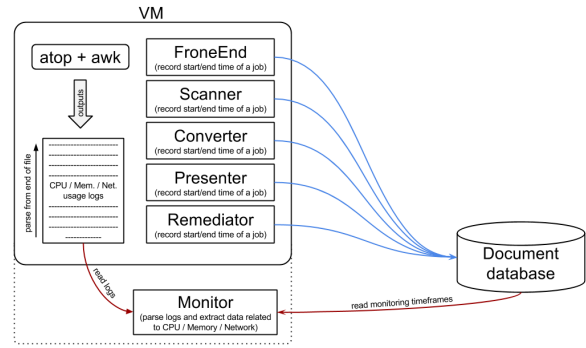 VM
atop + awk
outputs
parse from end of file
CPU / Mem. / Net.
usage logs
FroneEnd
(record start/end time of a job)
Scanner
(record start/end time of a job)
Converter
(record start/end time of a job)
Presenter
(record start/end time of a job)
Remediator
(record start/end time of a job)
Document
database
read logs
read monitoring timeframes
Monitor
(parse logs and extract data related
to CPU / Memory / Network)